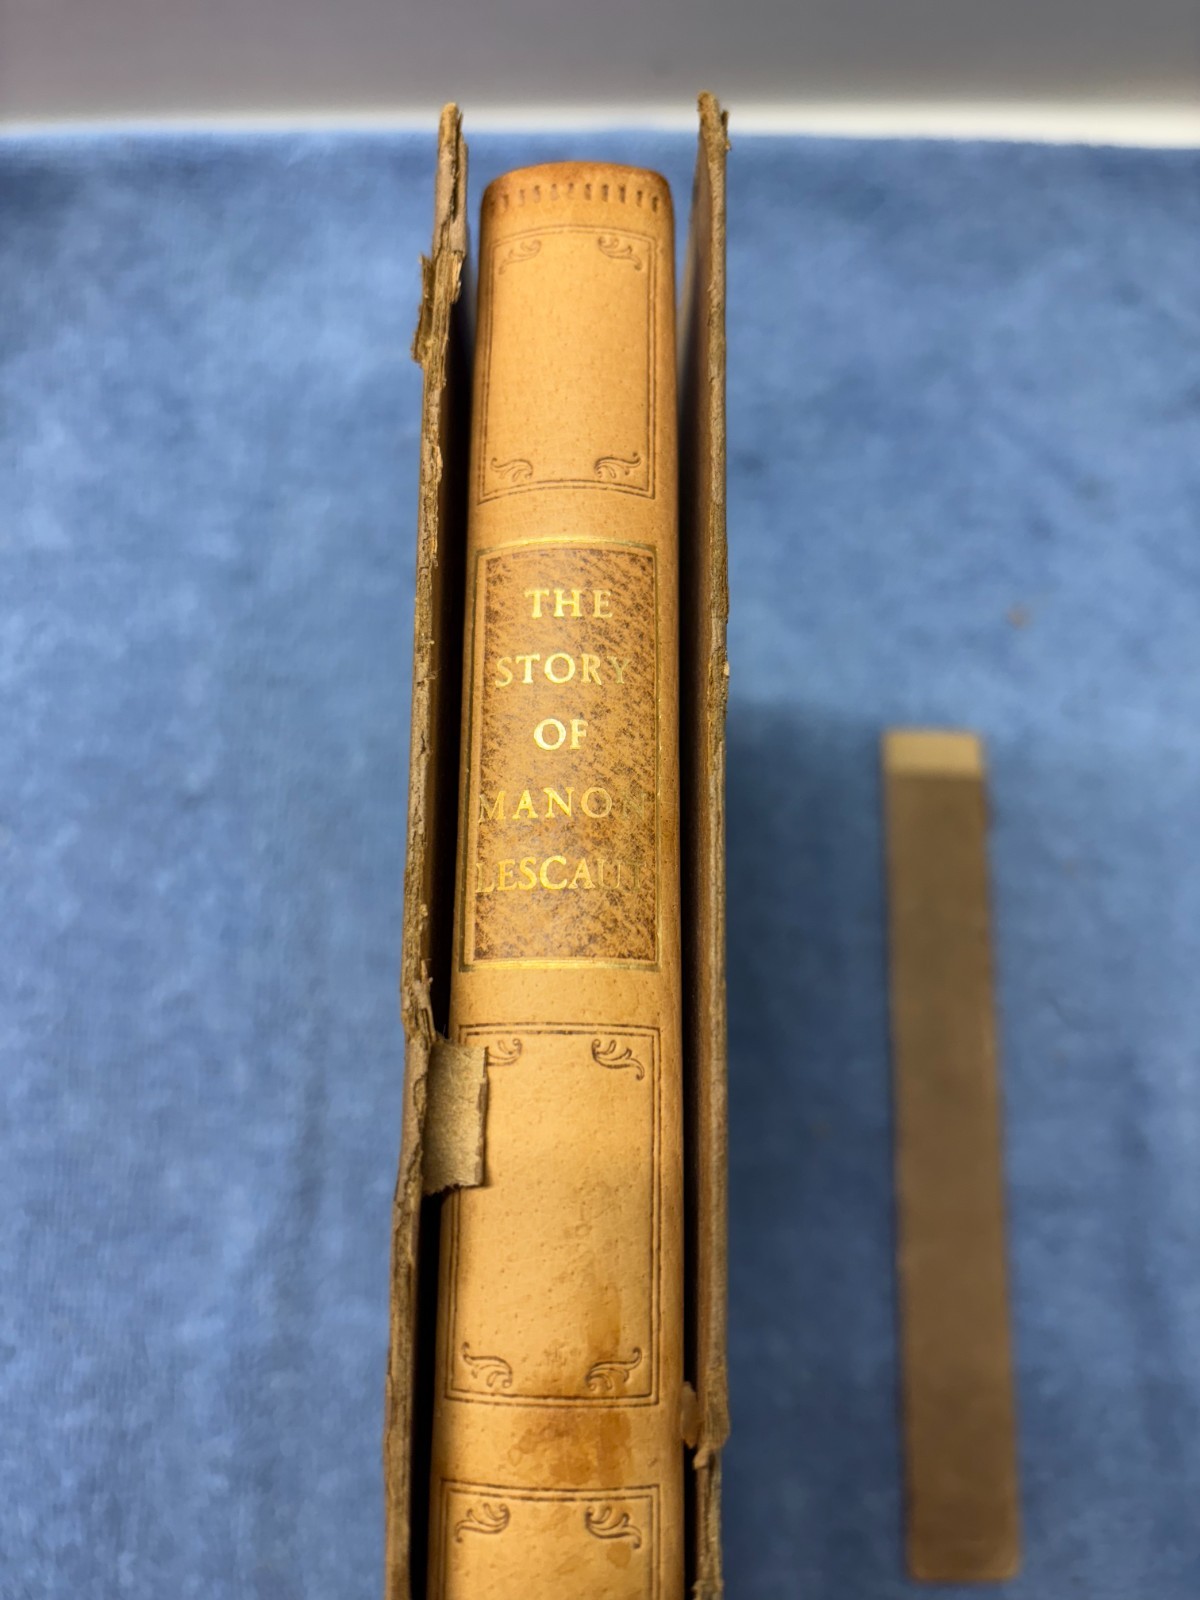 THE
STORY
OF
MANON
LESCAUT